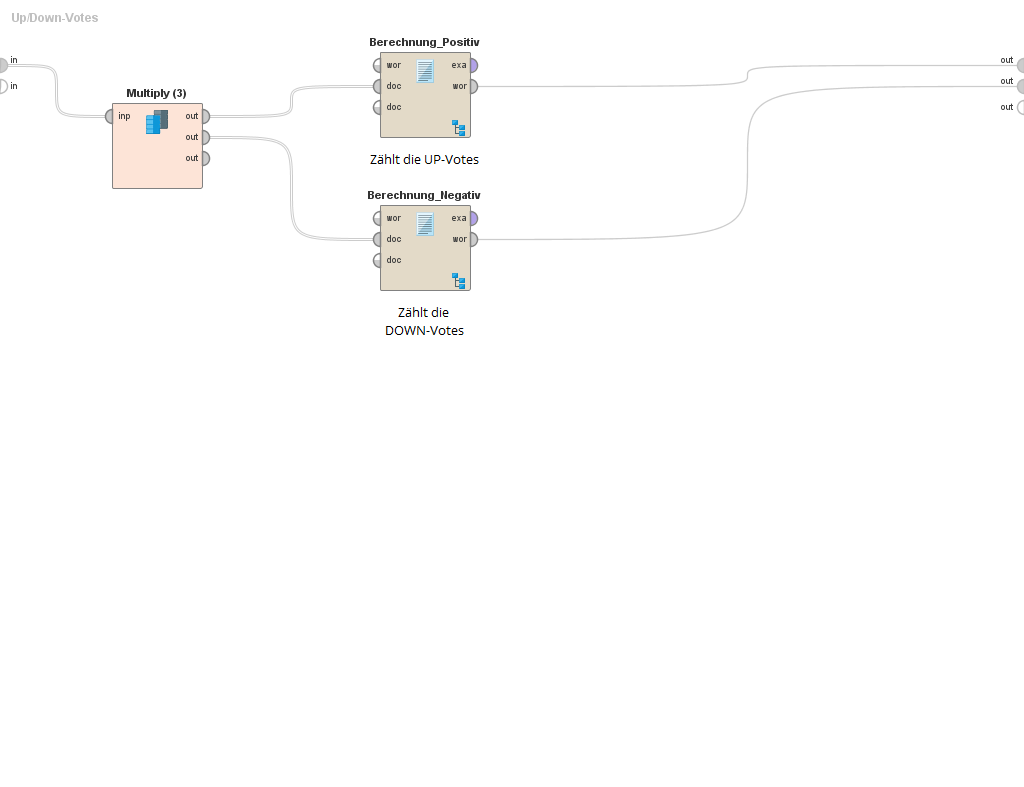 Up/Down-Votes
in
in
Multiply (3)
inp
out
out
out
Berechnung_Positiv
wor
exa
doc
wor
doc
Zählt die UP-Votes
Berechnung_Negativ
wor
exa
doc
wor
doc
Zählt die
DOWN-Votes
out
out
out